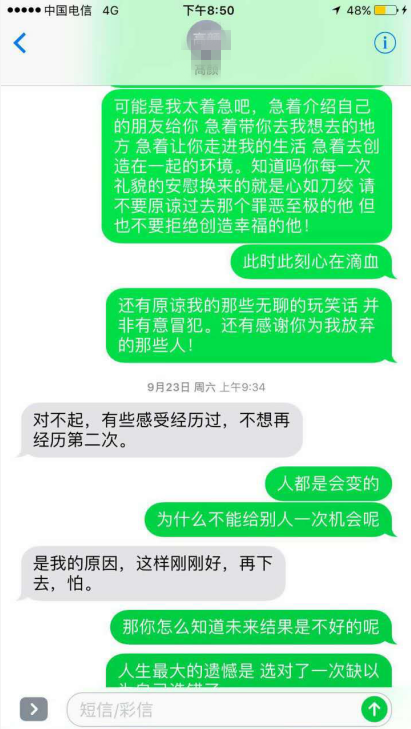 中国电信 4G 下午8:50 48%
可能是我太着急吧，急着介绍自己
的朋友给你 急着带你去我想去的地
方 急着让你走进我的生活 急着去创
造在一起的环境。知道吗你每一次
礼貌的安慰换来的就是心如刀绞 请
不要原谅过去那个罪恶至极的他 但
也不要拒绝创造幸福的他！
此时此刻心在滴血
还有原谅我的那些无聊的玩笑话 并
非有意冒犯。还有感谢你为我放弃
的那些人！
9月23日 周六 上午9:34
对不起，有些感受经历过，不想再
经历第二次。
人都是会变的
为什么不能给别人一次机会呢
是我的原因，这样刚刚好，再下
去，怕。
那你怎么知道未来结果是不好的呢
人生最大的遗憾是 选对了一次缺以
短信/彩信